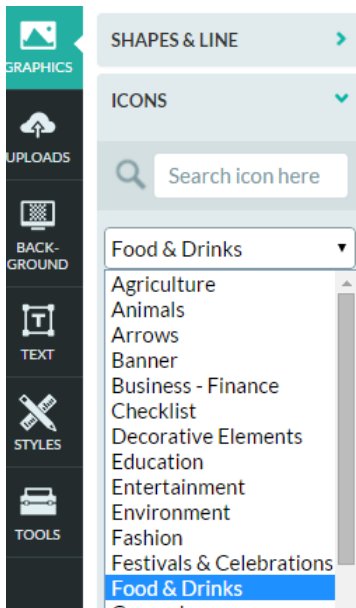 GRAPHICS
UPLOADS
BACK-
GROUND
TEXT
STYLES
TOOLS
SHAPES & LINE
ICONS
Search icon here
Food & Drinks
Agriculture
Animals
Arrows
Banner
Business - Finance
Checklist
Decorative Elements
Education
Entertainment
Environment
Fashion
Festivals & Celebrations
Food & Drinks